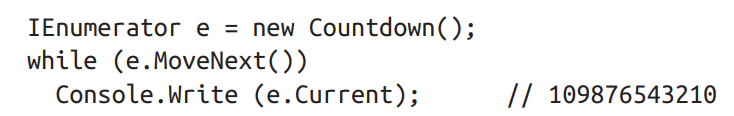 IEnumerator e = new Countdown();
while (e.MoveNext())
  Console.Write (e.Current);      // 109876543210